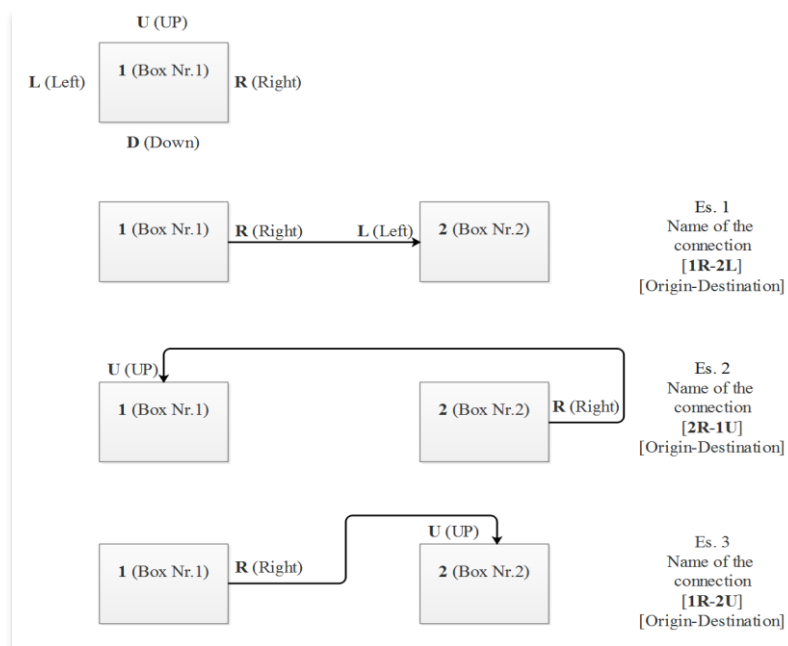 U (UP)
1 (Box Nr.1)
L (Left)
R (Right)
D (Down)
1 (Box Nr.1)
R (Right)
L (Left)
2 (Box Nr.2)
Es. 1
Name of the
connection
[1R-2L]
[Origin-Destination]
U (UP)
1 (Box Nr.1)
2 (Box Nr.2)
R (Right)
Es. 2
Name of the
connection
[2R-1U]
[Origin-Destination]
1 (Box Nr.1)
R (Right)
U (UP)
2 (Box Nr.2)
Es. 3
Name of the
connection
[1R-2U]
[Origin-Destination]